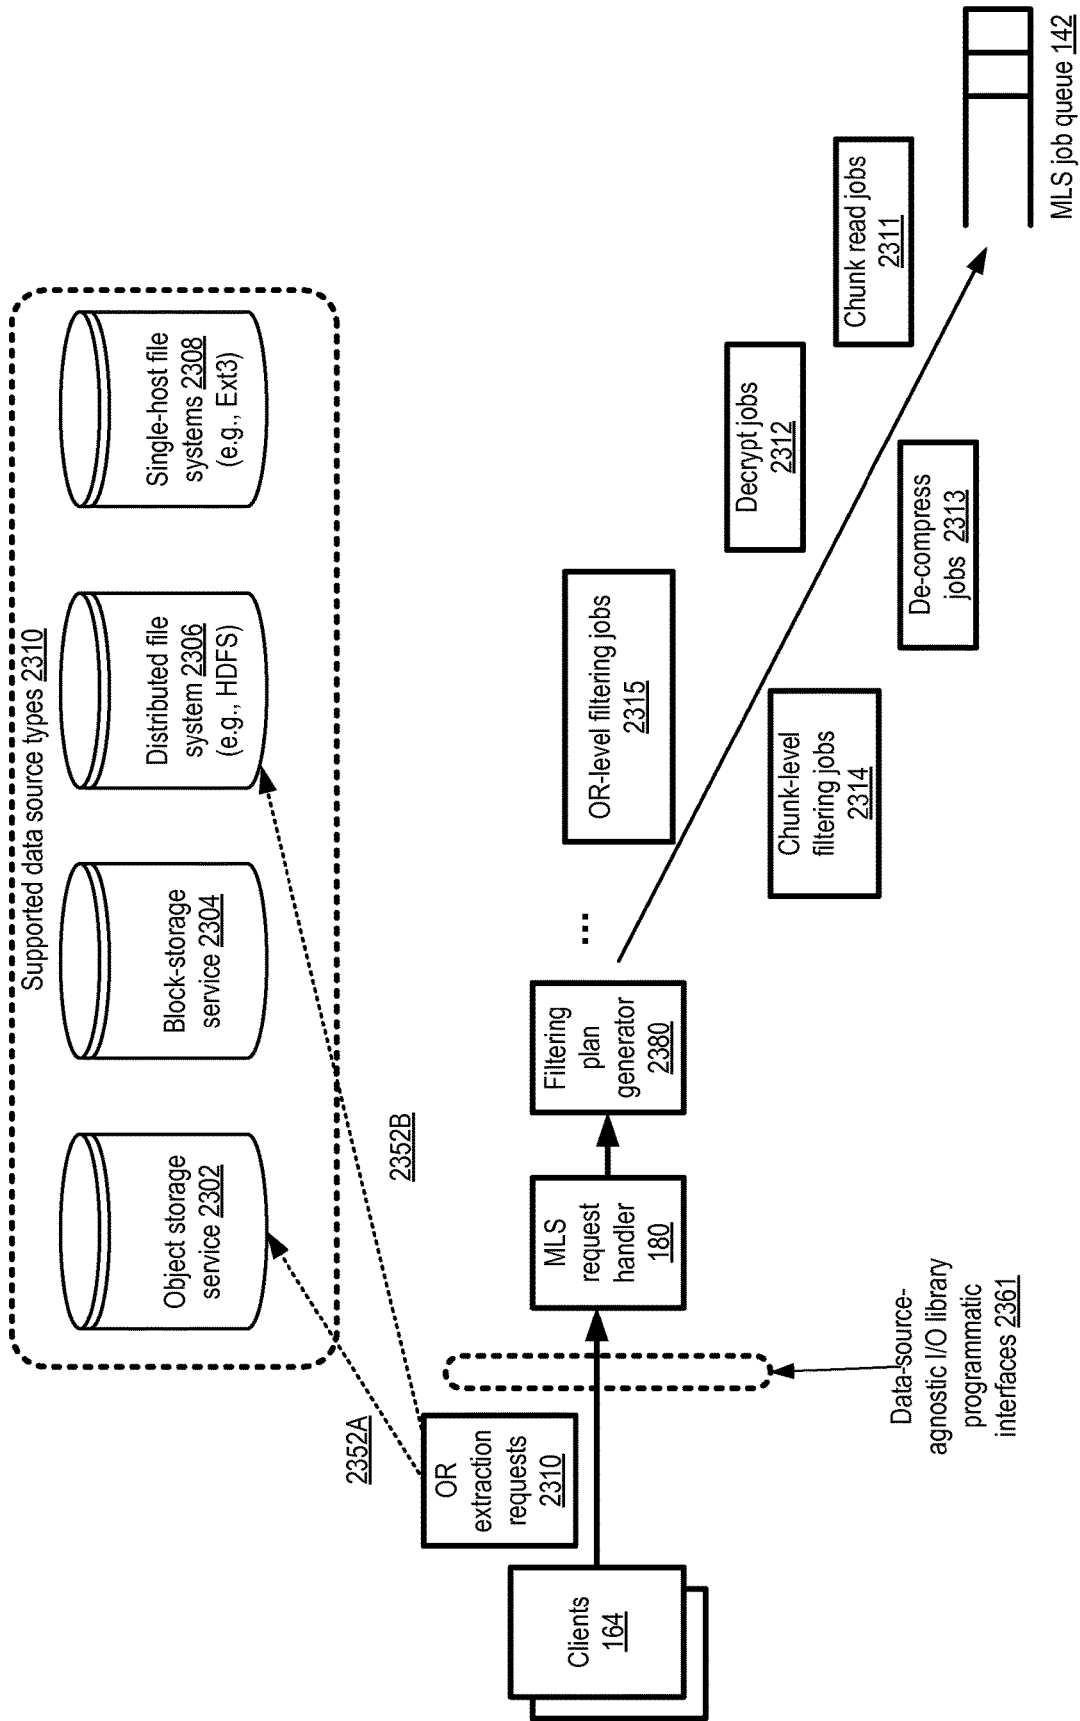 Supported data source types 2310
Object storage
service 2302
Block-storage
service 2304
Distributed file
system 2306
(e.g., HDFS)
Single-host file
systems 2308
(e.g., Ext3)
2352A
2352B
OR
extraction
requests
2310
Clients
164
Data-source-
agnostic I/O library
programmatic
interfaces 2361
MLS
request
handler
180
Filtering
plan
generator
2380
...
OR-level filtering jobs
2315
Chunk-level
filtering jobs
2314
Decrypt jobs
2312
De-compress
jobs 2313
Chunk read jobs
2311
MLS job queue 142